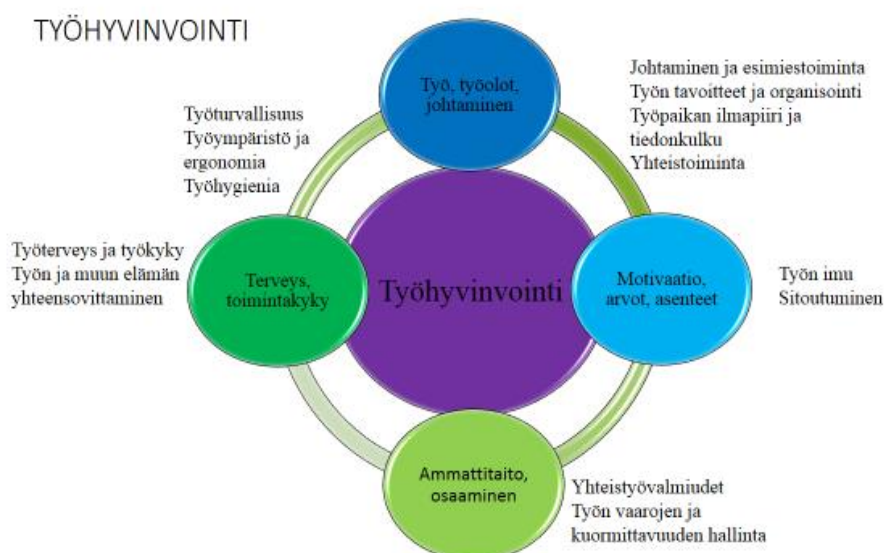 TYÖHYVINVOINTI
Työ, työolot,
johtaminen
Johtaminen ja esimiestoiminta
Työn tavoitteet ja organisointi
Työpaikan ilmapiiri ja
tiedonkulku
Yhteistoiminta
Työturvallisuus
Työympäristö ja
ergonomia
Työhygienia
Työterveys ja työkyky
Työn ja muun elämän
yhteensovittaminen
Terveys,
toimintakyky
Työhyvinvointi
Motivaatio,
arvot, asenteet
Työn imu
Sitoutuminen
Ammattitaito,
osaaminen
Yhteistyövalmiudet
Työn vaarojen ja
kuormittavuuden hallinta